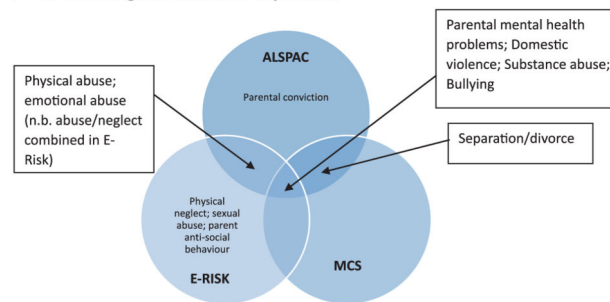 Parental mental health
problems; Domestic
violence; Substance abuse;
Bullying
ALSPAC
Parental conviction
Physical abuse;
emotional abuse
(n.b. abuse/neglect
combined in E-
Risk)
Separation/divorce
Physical
neglect; sexual
abuse; parent
anti-social
behaviour
E-RISK
MCS